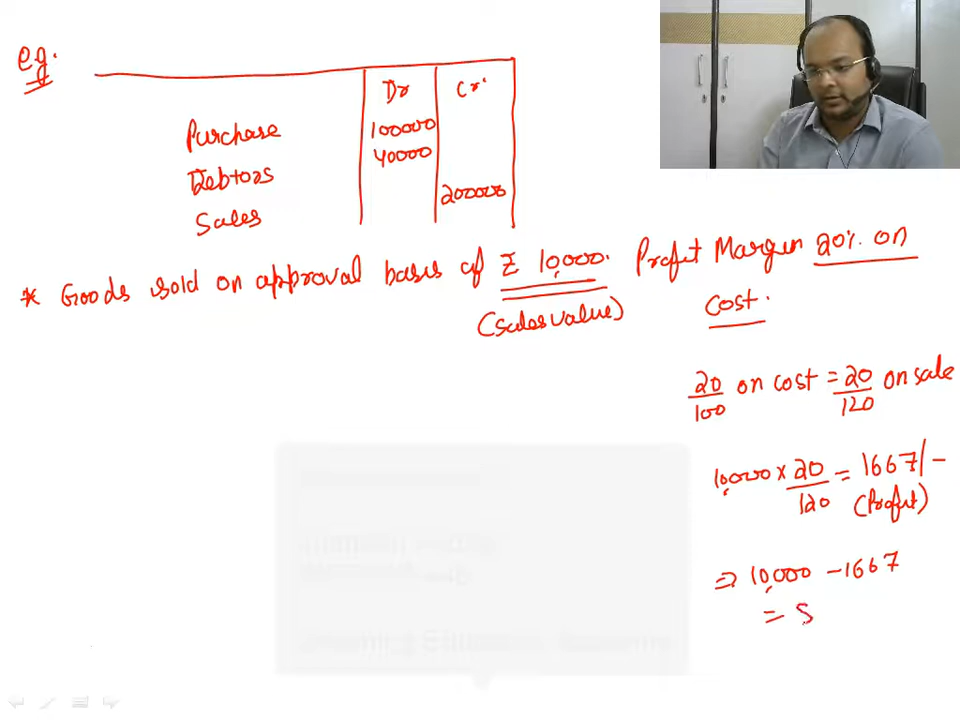 e.g.
Dr Cr.
Purchase 100000
Debtors 40000
Sales 200000
* Goods sold on approval basis of ₹ 10,000. Profit Margin 20% on
(Sales value) cost.
20/100 on cost = 20/120 on sale
10,000 x 20/120 = 1667/-
(Profit)
⇒ 10,000 - 1667
= 8